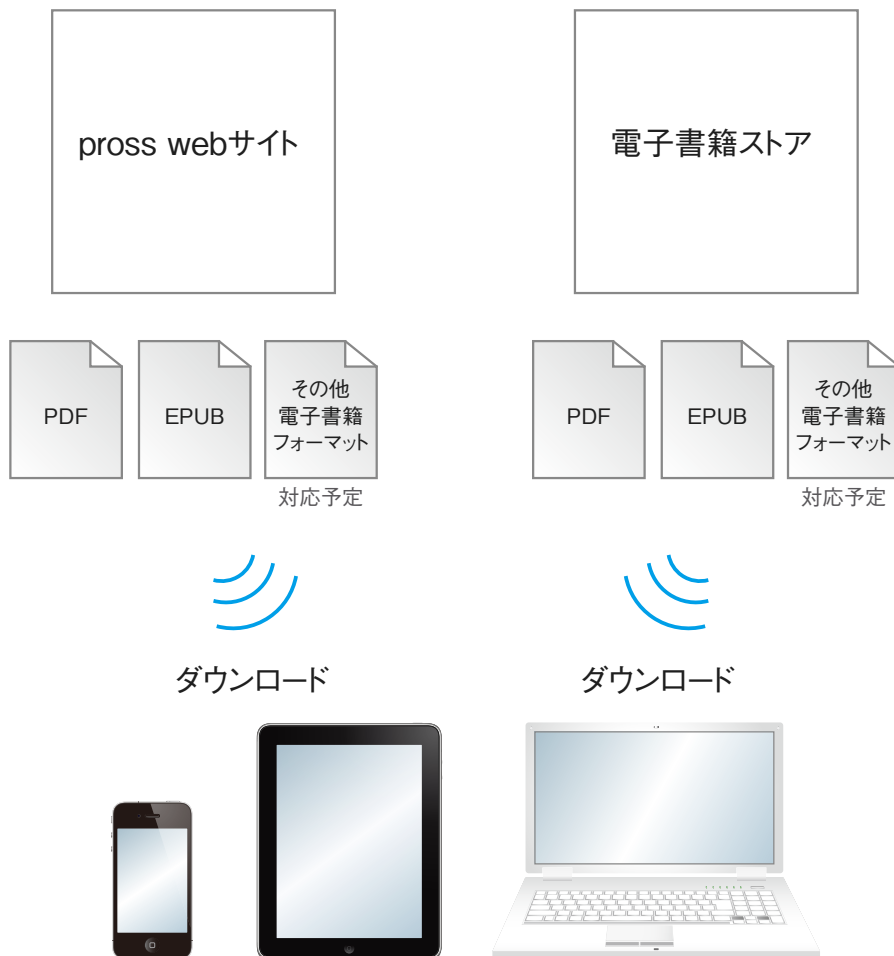 pross webサイト
電子書籍ストア
PDF
EPUB
その他
電子書籍
フォーマット
対応予定
PDF
EPUB
その他
電子書籍
フォーマット
対応予定
ダウンロード
ダウンロード